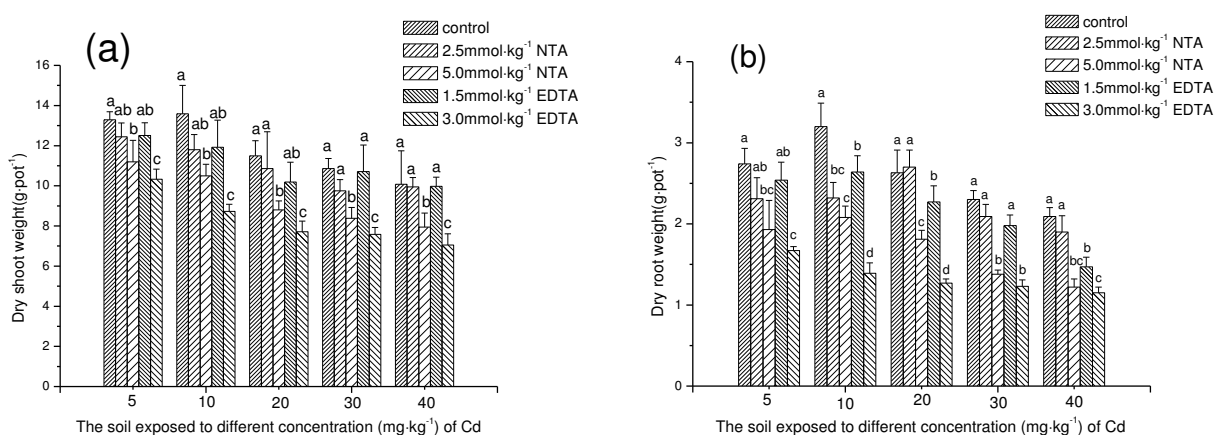 (a)
control
2.5mmol·kg⁻¹ NTA
5.0mmol·kg⁻¹ NTA
1.5mmol·kg⁻¹ EDTA
3.0mmol·kg⁻¹ EDTA
Dry shoot weight(g·pot⁻¹)
16
14
12
10
8
6
4
2
0
a ab b ab c
a ab b ab c
a a b ab c
a a b a c
a a b a c
5 10 20 30 40
The soil exposed to different concentration (mg·kg⁻¹) of Cd
(b)
control
2.5mmol·kg⁻¹ NTA
5.0mmol·kg⁻¹ NTA
1.5mmol·kg⁻¹ EDTA
3.0mmol·kg⁻¹ EDTA
Dry root weight(g·pot⁻¹)
4
3
2
1
0
a ab bc ab c
a bc c b d
a a c b d
a a b a b
a a bc b c
5 10 20 30 40
The soil exposed to different concentration (mg·kg⁻¹) of Cd